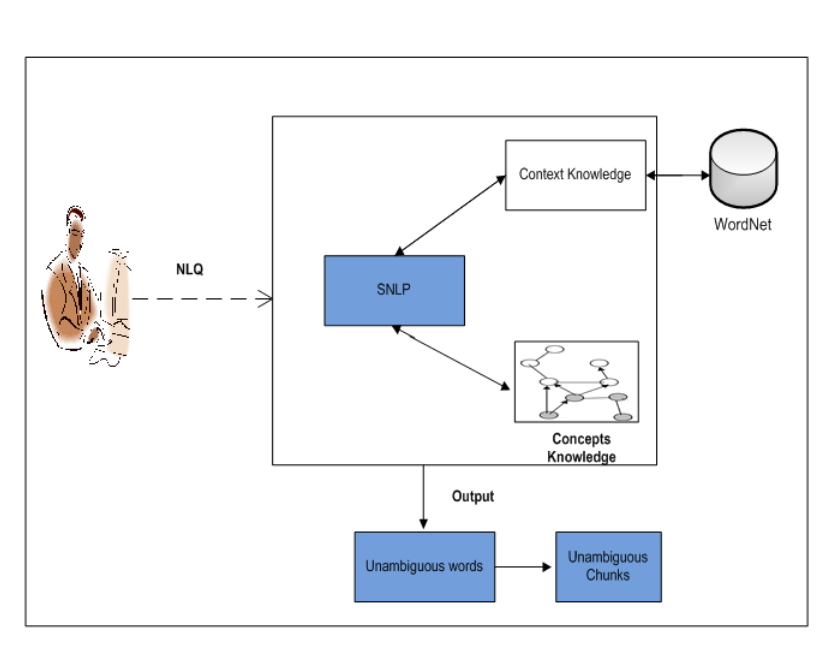 Context Knowledge
WordNet
NLQ
SNLP
Concepts
Knowledge
Output
Unambiguous words
Unambiguous
Chunks